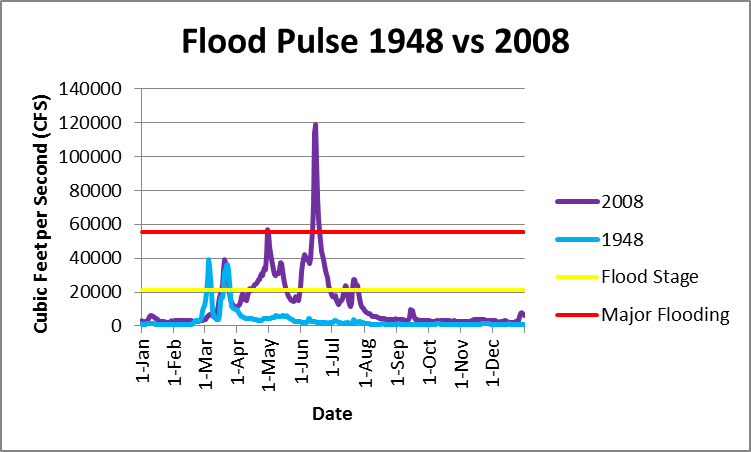 Flood Pulse 1948 vs 2008
Cubic Feet per Second (CFS)
140000
120000
100000
80000
60000
40000
20000
0
1-Jan
1-Feb
1-Mar
1-Apr
1-May
1-Jun
1-Jul
1-Aug
1-Sep
1-Oct
1-Nov
1-Dec
Date
2008
1948
Flood Stage
Major Flooding